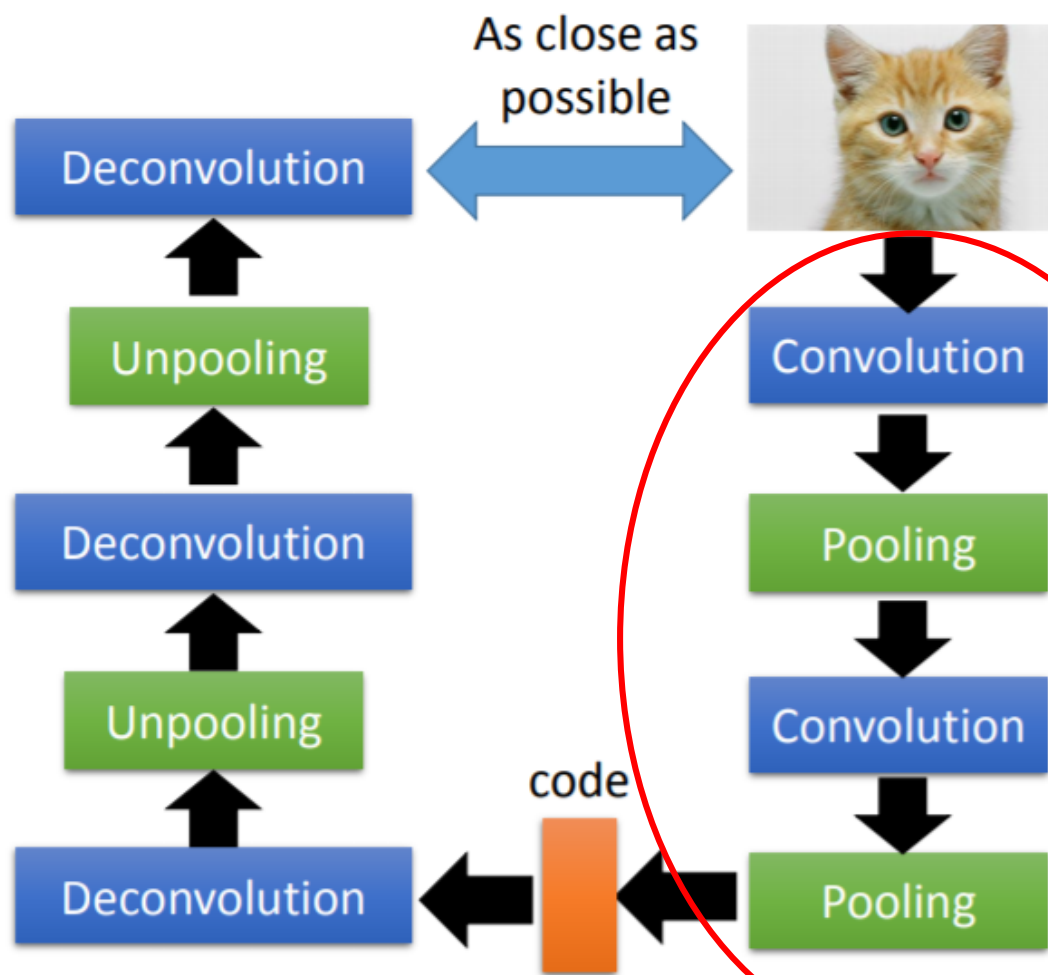 As close as
possible
Deconvolution
Unpooling
Convolution
Deconvolution
Pooling
Unpooling
Convolution
code
Deconvolution
Pooling